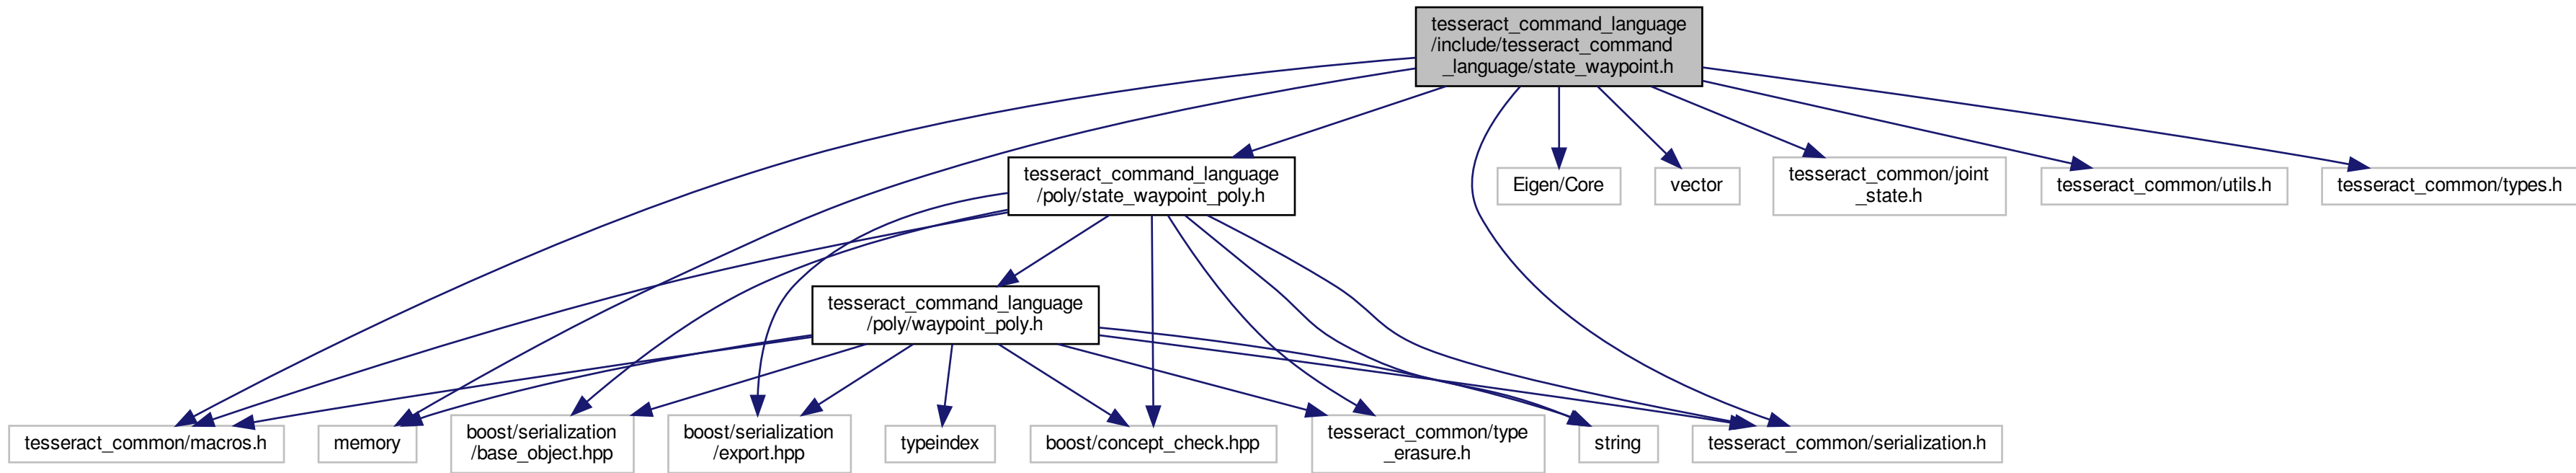 tesseract_command_language
/include/tesseract_command
_language/state_waypoint.h
tesseract_command_language
/poly/state_waypoint_poly.h
Eigen/Core
vector
tesseract_common/joint
_state.h
tesseract_common/utils.h
tesseract_common/types.h
tesseract_command_language
/poly/waypoint_poly.h
tesseract_common/macros.h
memory
boost/serialization
/base_object.hpp
boost/serialization
/export.hpp
typeindex
boost/concept_check.hpp
tesseract_common/type
_erasure.h
string
tesseract_common/serialization.h